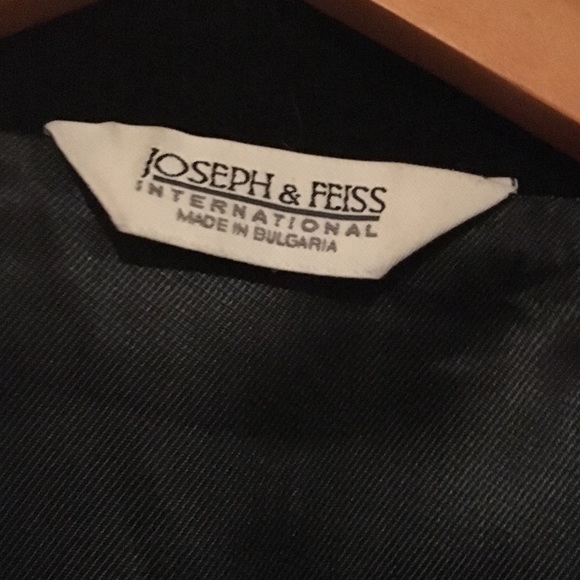 JOSEPH & FEISS
INTERNATIONAL
MADE IN BULGARIA